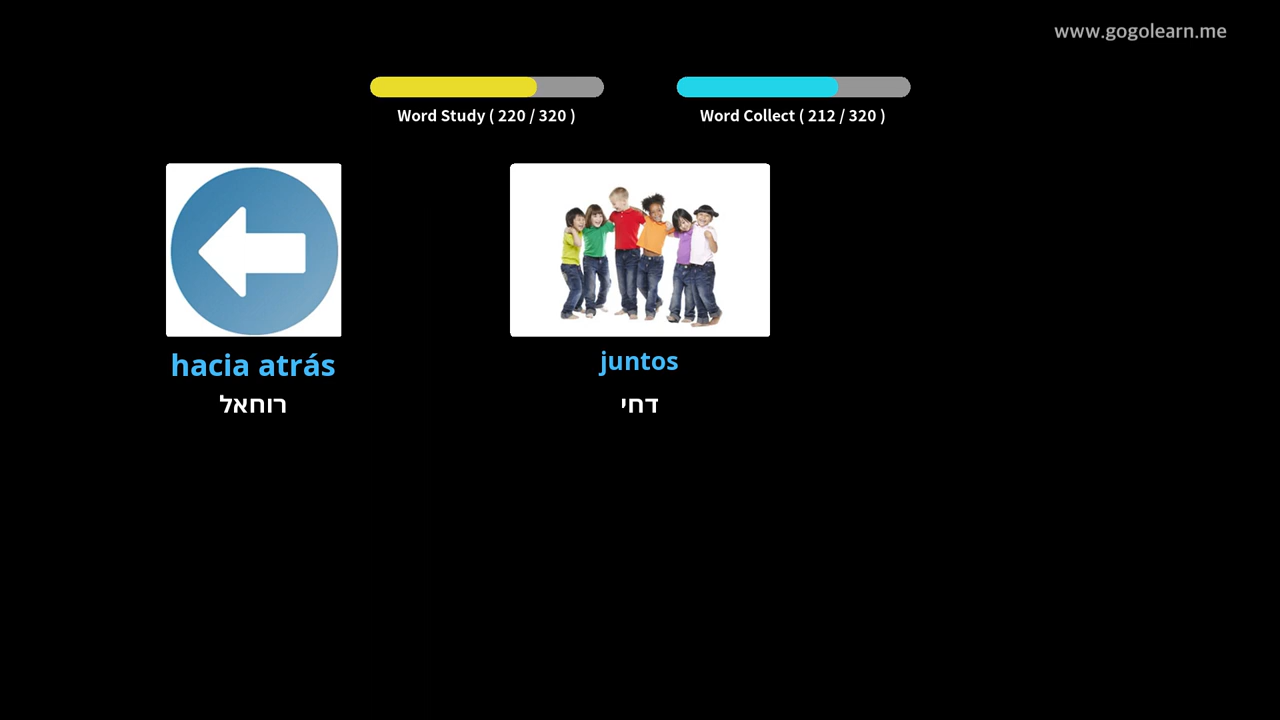 www.gogolearn.me
Word Study ( 220 / 320 )
Word Collect ( 212 / 320 )
hacia atrás
רוחאל
juntos
דחי